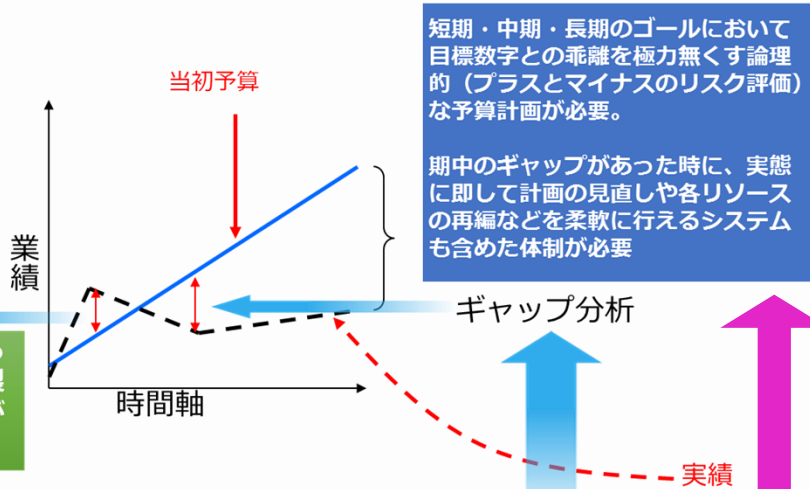 短期・中期・長期のゴールにおいて
目標数字との乖離を極力無くす論理
的（プラスとマイナスのリスク評価）
な予算計画が必要。
期中のギャップがあった時に、実態
に即して計画の見直しや各リソース
の再編などを柔軟に行えるシステム
も含めた体制が必要
当初予算
業績
ギャップ分析
時間軸
実績